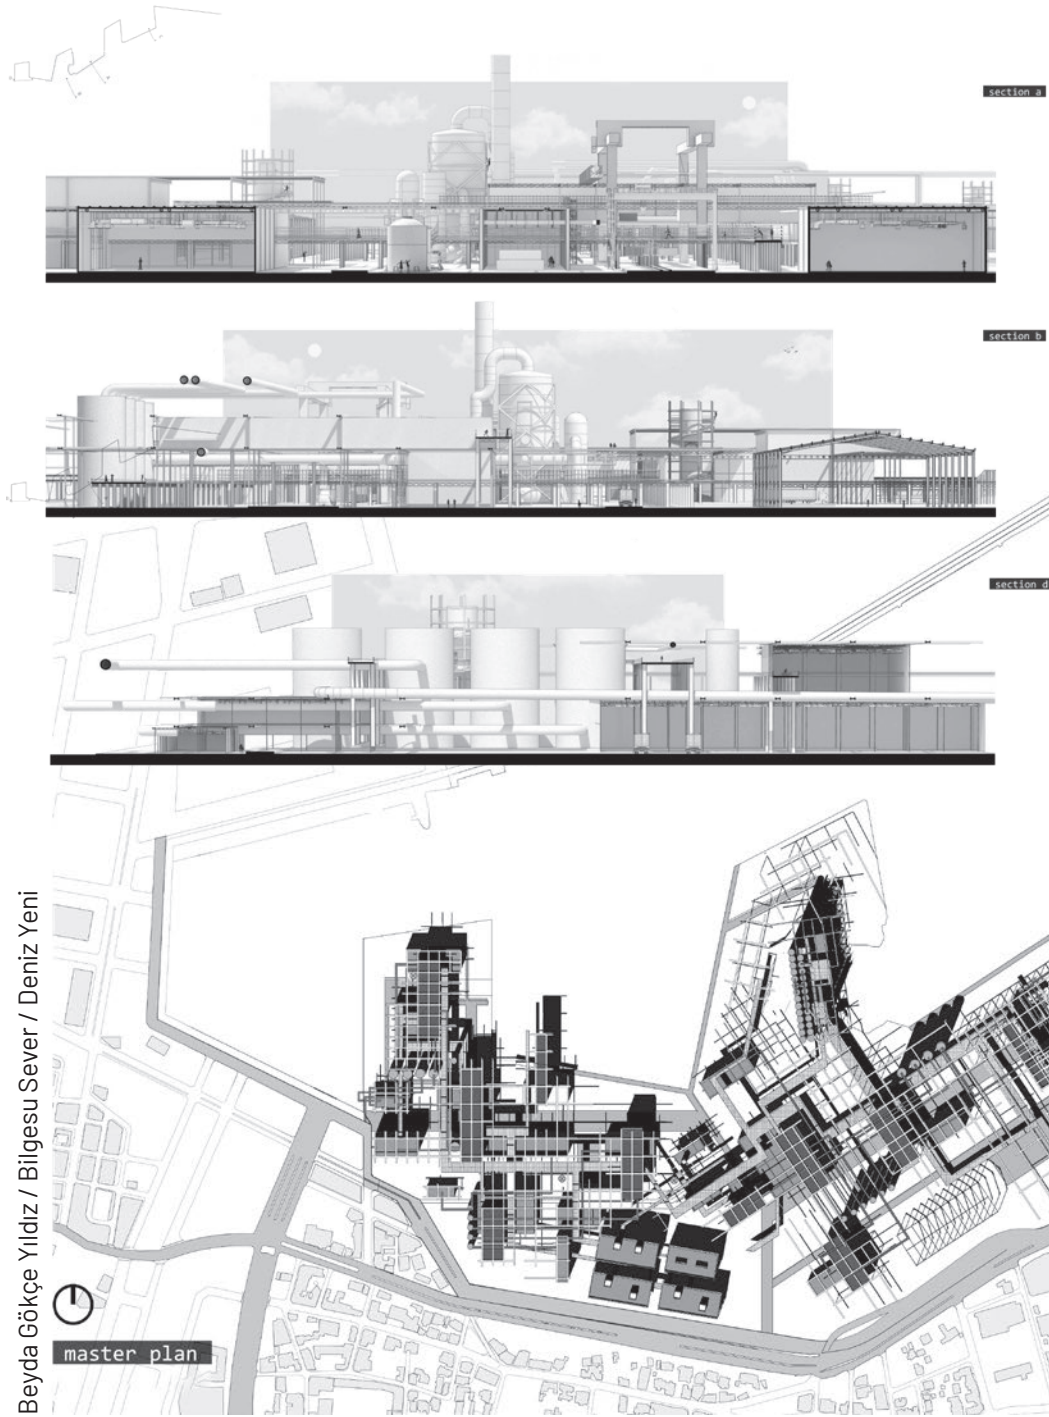 section a
section b
section d
Beyda Gökçe Yıldız / Bilgesu Sever / Deniz Yeni
master plan